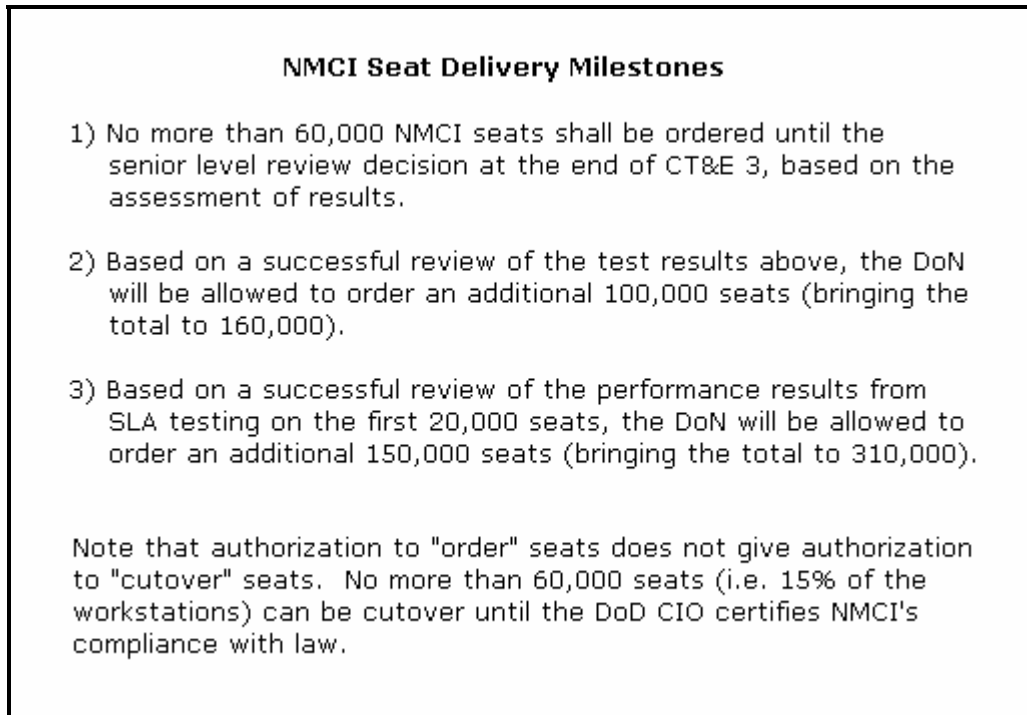 NMCI Seat Delivery Milestones
1) No more than 60,000 NMCI seats shall be ordered until the
senior level review decision at the end of CT&E 3, based on the
assessment of results.
2) Based on a successful review of the test results above, the DoN
will be allowed to order an additional 100,000 seats (bringing the
total to 160,000).
3) Based on a successful review of the performance results from
SLA testing on the first 20,000 seats, the DoN will be allowed to
order an additional 150,000 seats (bringing the total to 310,000).
Note that authorization to "order" seats does not give authorization
to "cutover" seats.  No more than 60,000 seats (i.e. 15% of the
workstations) can be cutover until the DoD CIO certifies NMCI's
compliance with law.